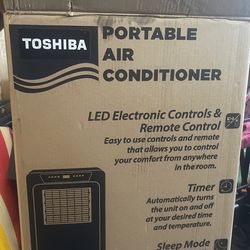 TOSHIBA
PORTABLE
AIR
CONDITIONER
LED Electronic Controls &
Remote Control
Easy to use controls and remote
that allows you to control
your comfort from anywhere
in the room.
Timer
Automatically turns
the unit on and off
at your desired time
and temperature.
Sleep Mode